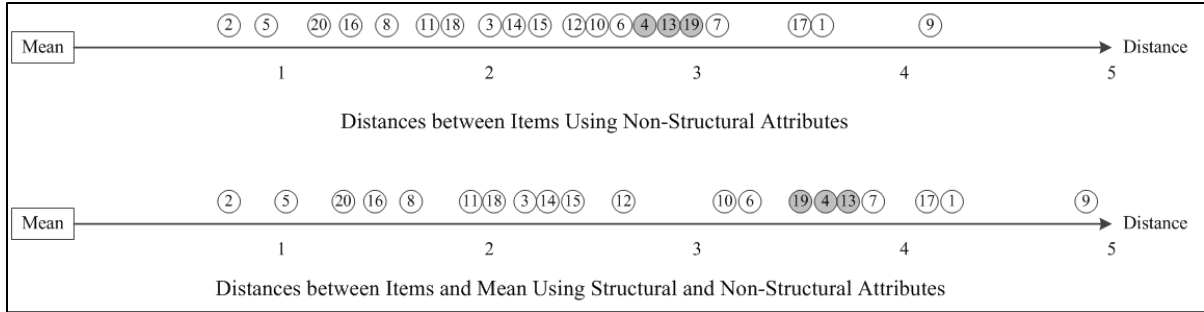 2 5 20 16 8 11 18 3 14 15 12 10 6 4 13 19 7 17 1 9
Mean Distance
1 2 3 4 5
Distances between Items Using Non-Structural Attributes
2 5 20 16 8 11 18 3 14 15 12 10 6 19 4 13 7 17 1 9
Mean Distance
1 2 3 4 5
Distances between Items and Mean Using Structural and Non-Structural Attributes